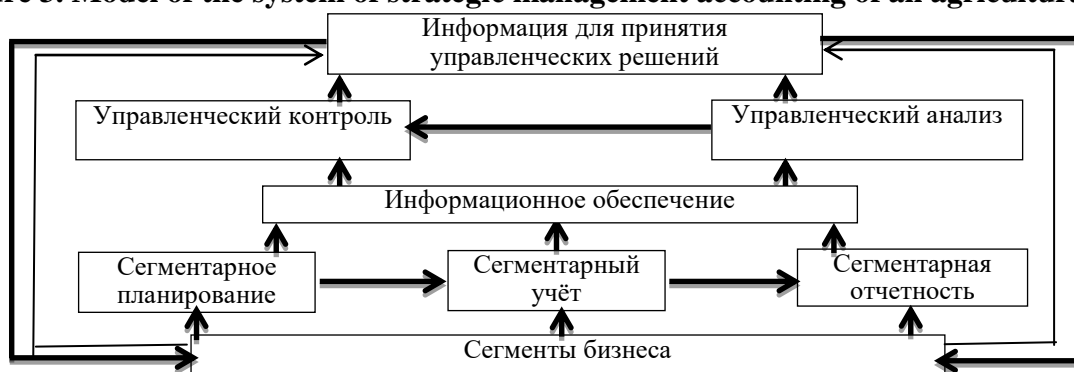 Model of the system of strategic management accounting of an agriculture
Информация для принятия
управленческих решений
Управленческий контроль
Управленческий анализ
Информационное обеспечение
Сегментарное
планирование
Сегментарный
учёт
Сегментарная
отчетность
Сегменты бизнеса